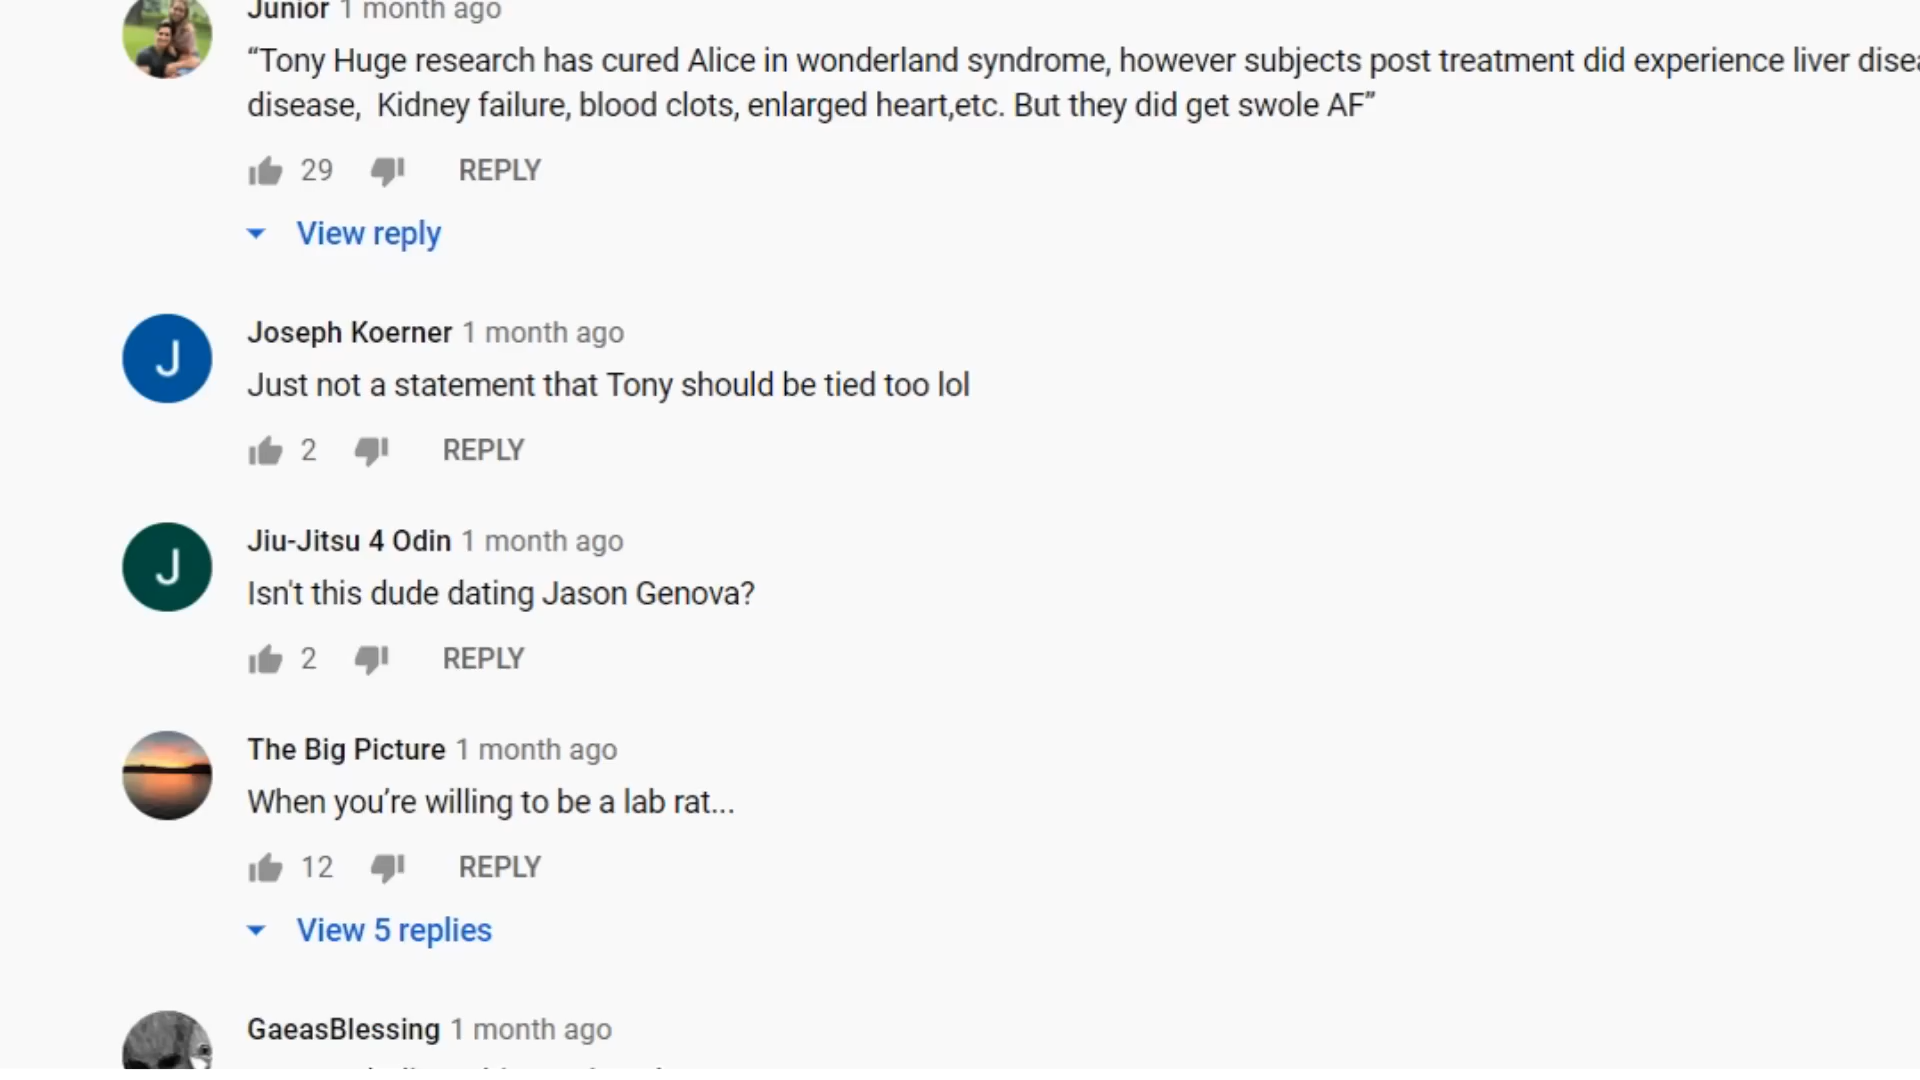 Junior 1 month ago
“Tony Huge research has cured Alice in wonderland syndrome, however subjects post treatment did experience liver
disease,  Kidney failure, blood clots, enlarged heart,etc. But they did get swole AF”
29 REPLY
View reply
J
Joseph Koerner 1 month ago
Just not a statement that Tony should be tied too lol
2 REPLY
J
Jiu-Jitsu 4 Odin 1 month ago
Isn't this dude dating Jason Genova?
2 REPLY
The Big Picture 1 month ago
When you’re willing to be a lab rat...
12 REPLY
View 5 replies
GaeasBlessing 1 month ago